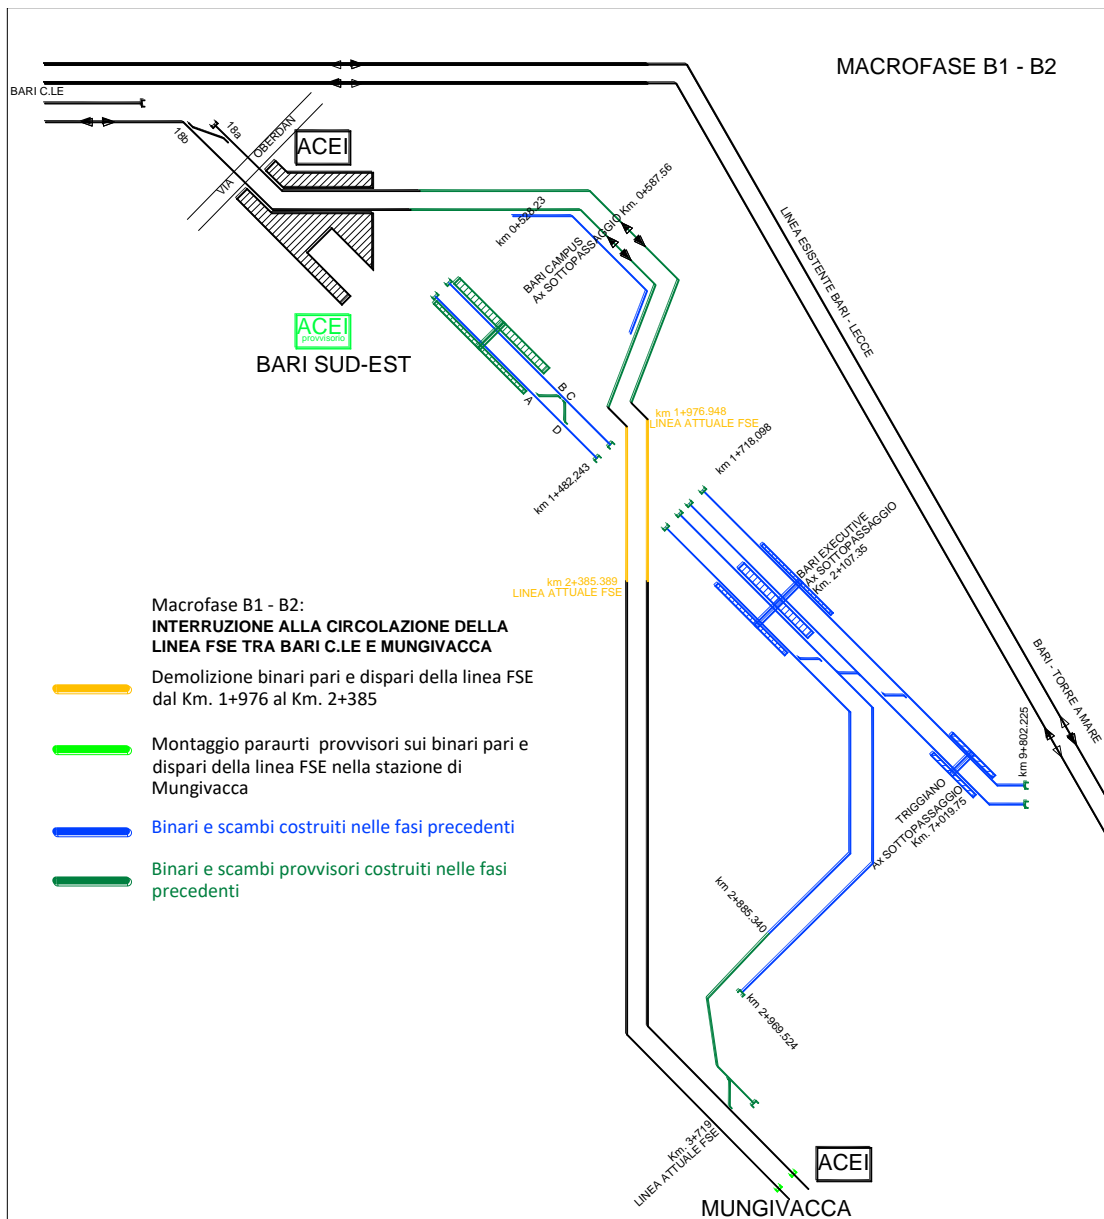 MACROFASE B1 - B2
BARI C.LE
18b
18a
VIA
OBERDAN
ACEI
ACEI
provvisorio
BARI SUD-EST
km 0+528.23
BARI CAMPUS
Ax SOTTOPASSAGGIO Km. 0+587.56
LINEA ESISTENTE BARI - LECCE
B C
A
D
km 1+482,243
km 1+976.948
LINEA ATTUALE FSE
km 1+718,098
BARI EXECUTIVE
Ax SOTTOPASSAGGIO
Km. 2+107.35
km 2+385.389
LINEA ATTUALE FSE
Macrofase B1 - B2:
INTERRUZIONE ALLA CIRCOLAZIONE DELLA
LINEA FSE TRA BARI C.LE E MUNGIVACCA
Demolizione binari pari e dispari della linea FSE
dal Km. 1+976 al Km. 2+385
Montaggio paraurti provvisori sui binari pari e
dispari della linea FSE nella stazione di
Mungivacca
Binari e scambi costruiti nelle fasi precedenti
Binari e scambi provvisori costruiti nelle fasi
precedenti
BARI - TORRE A MARE
km 9+802.225
TRIGGIANO
Ax SOTTOPASSAGGIO
Km. 7+019.75
km 2+885.340
km 2+969.524
Km. 3+719
LINEA ATTUALE FSE
ACEI
MUNGIVACCA